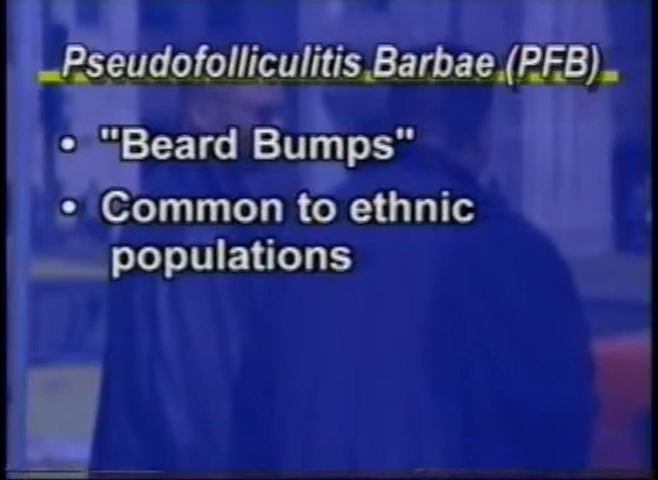 Pseudofolliculitis Barbae (PFB)
• "Beard Bumps"
• Common to ethnic
populations